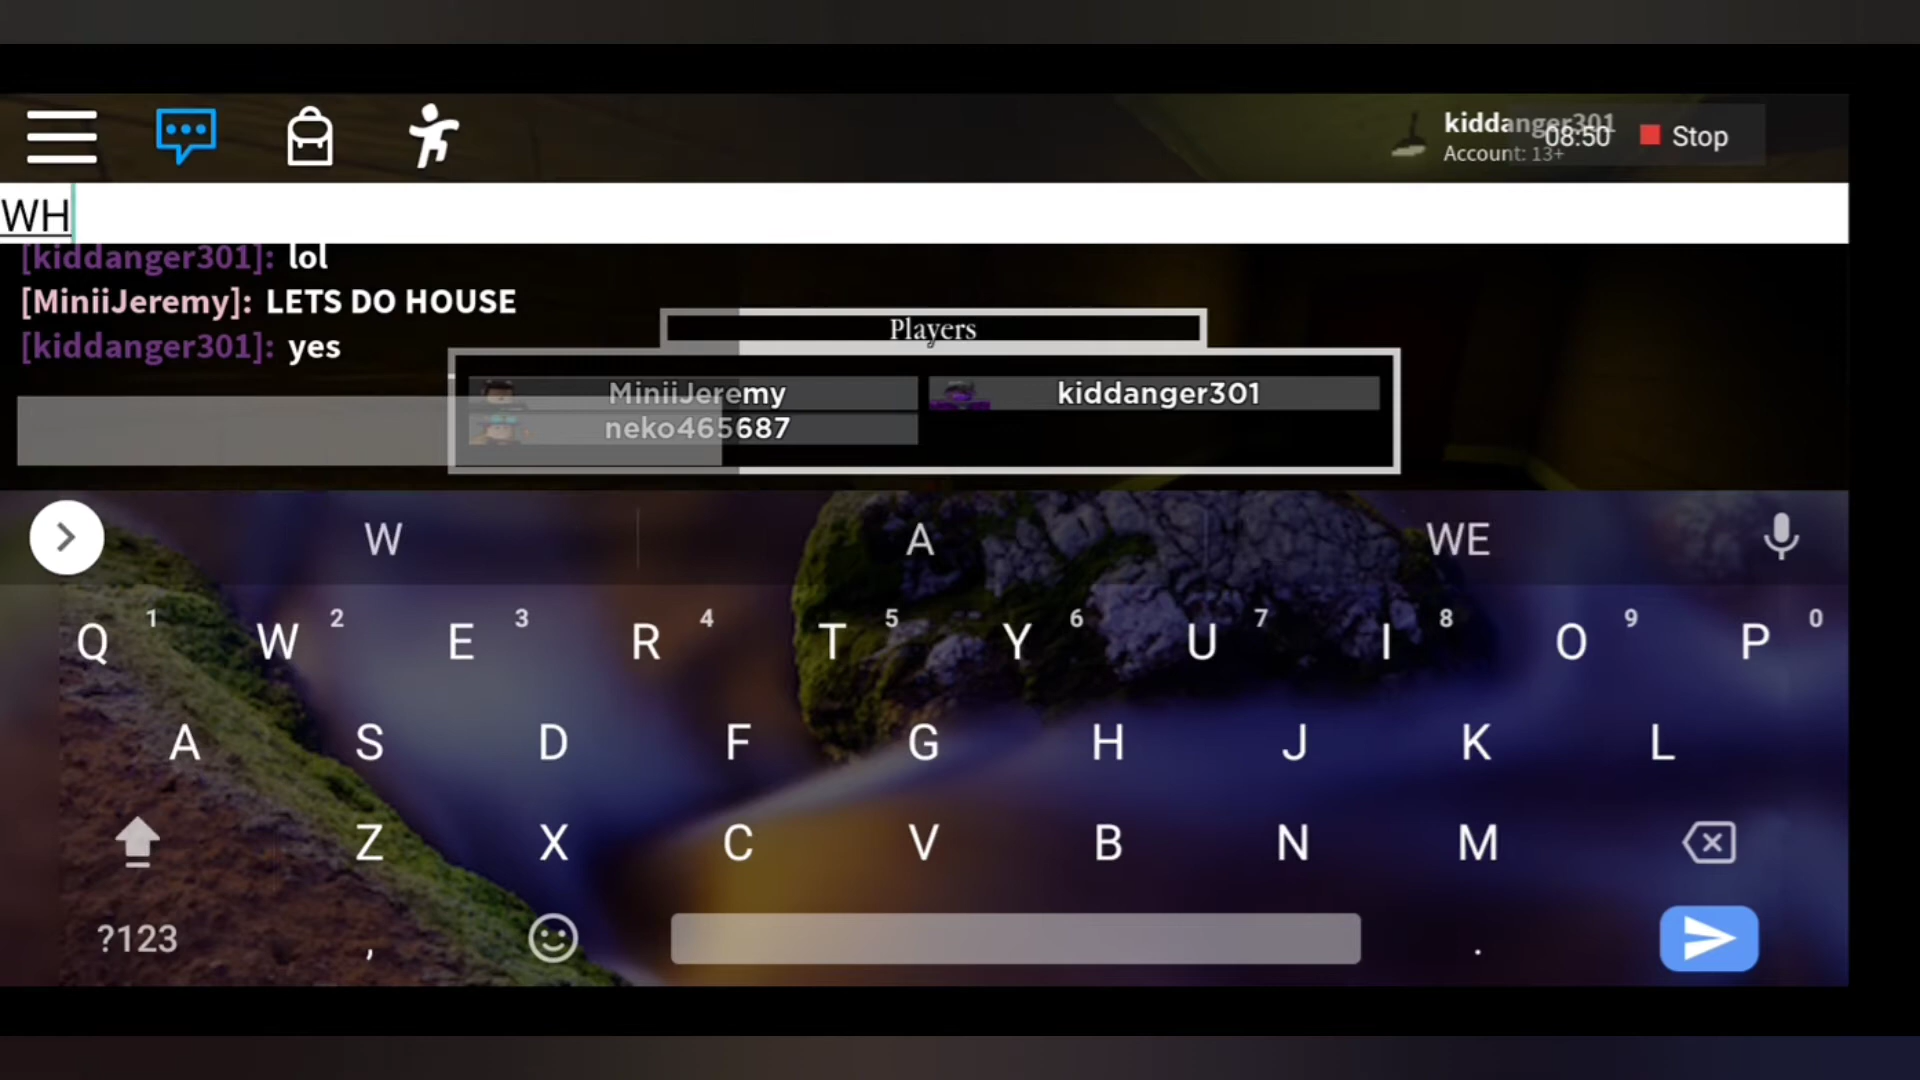 kiddanger301
Account: 13+
08:50
Stop
WH
[kiddanger301]: lol
[MiniiJeremy]: LETS DO HOUSE
[kiddanger301]: yes
Players
MiniiJeremy
kiddanger301
neko465687
W A WE
Q 1 W 2 E 3 R 4 T 5 Y 6 U 7 I 8 O 9 P 0
A S D F G H J K L
Z X C V B N M
?123 , .